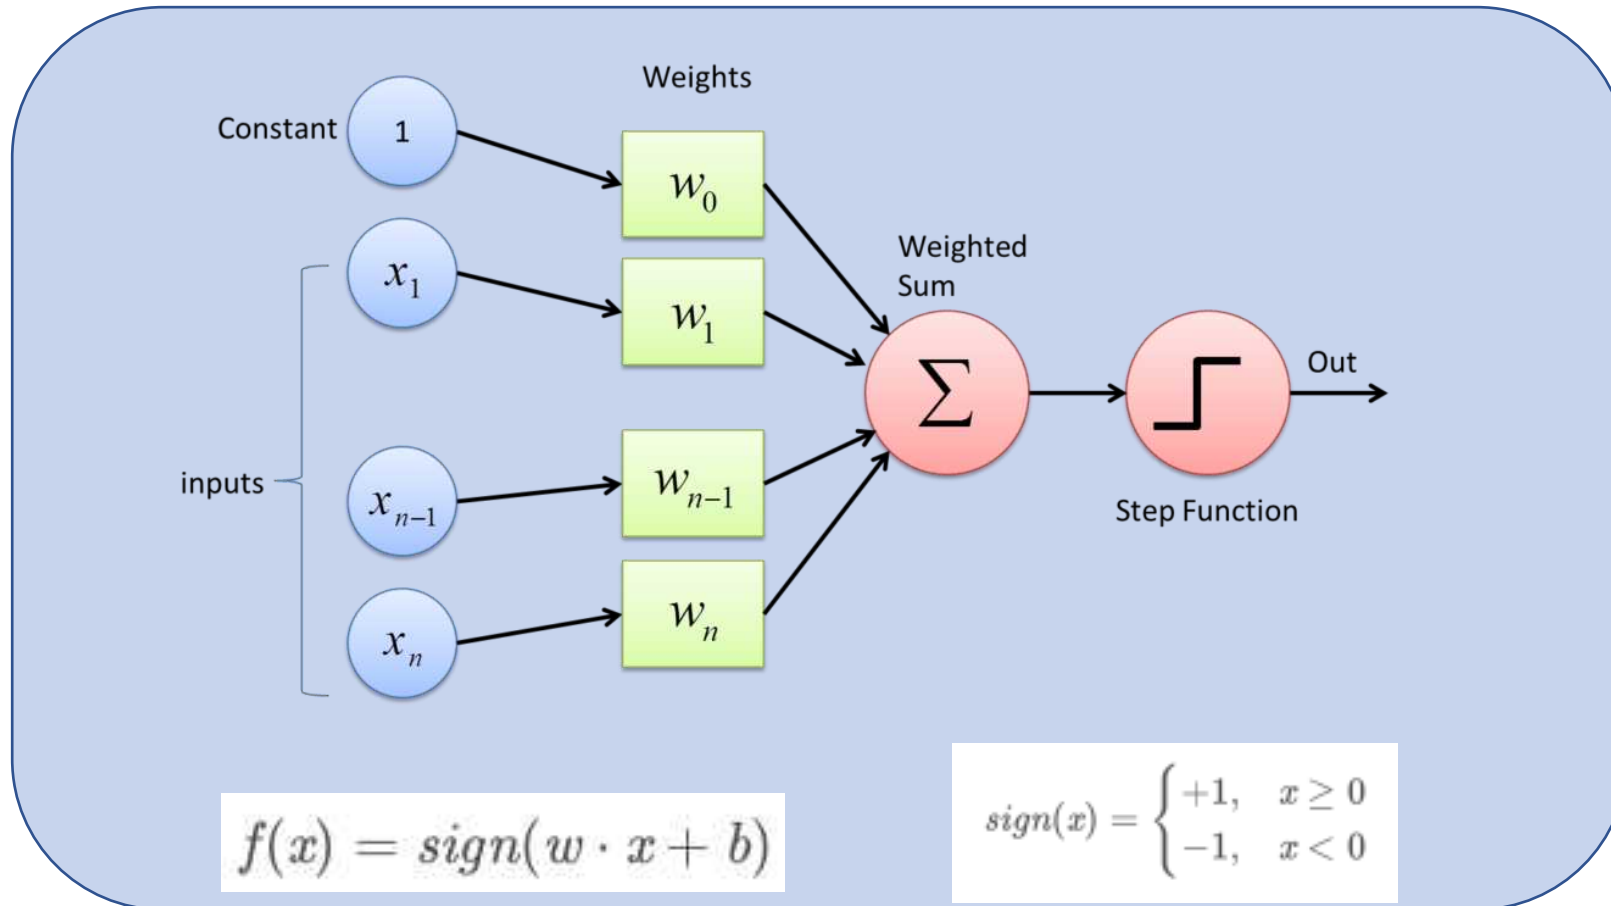 Weights
Constant
1
w₀
x₁
w₁
Weighted
Sum
Σ
Out
inputs
xₙ₋₁
wₙ₋₁
Step Function
xₙ
wₙ
f(x) = sign(w · x + b)
sign(x) = { +1, x ≥ 0
−1, x < 0